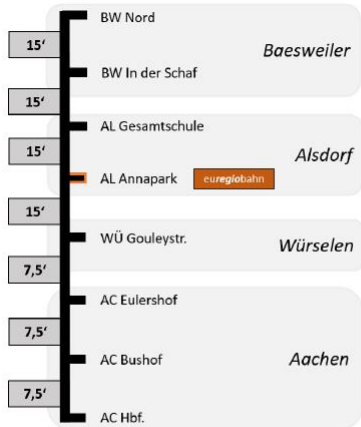 BW Nord
15‘
Baesweiler
BW In der Schaf
15‘
AL Gesamtschule
15‘
Alsdorf
AL Annapark
euregiobahn
15‘
WÜ Gouleystr.
Würselen
7,5‘
AC Eulershof
7,5‘
AC Bushof
Aachen
7,5‘
AC Hbf.